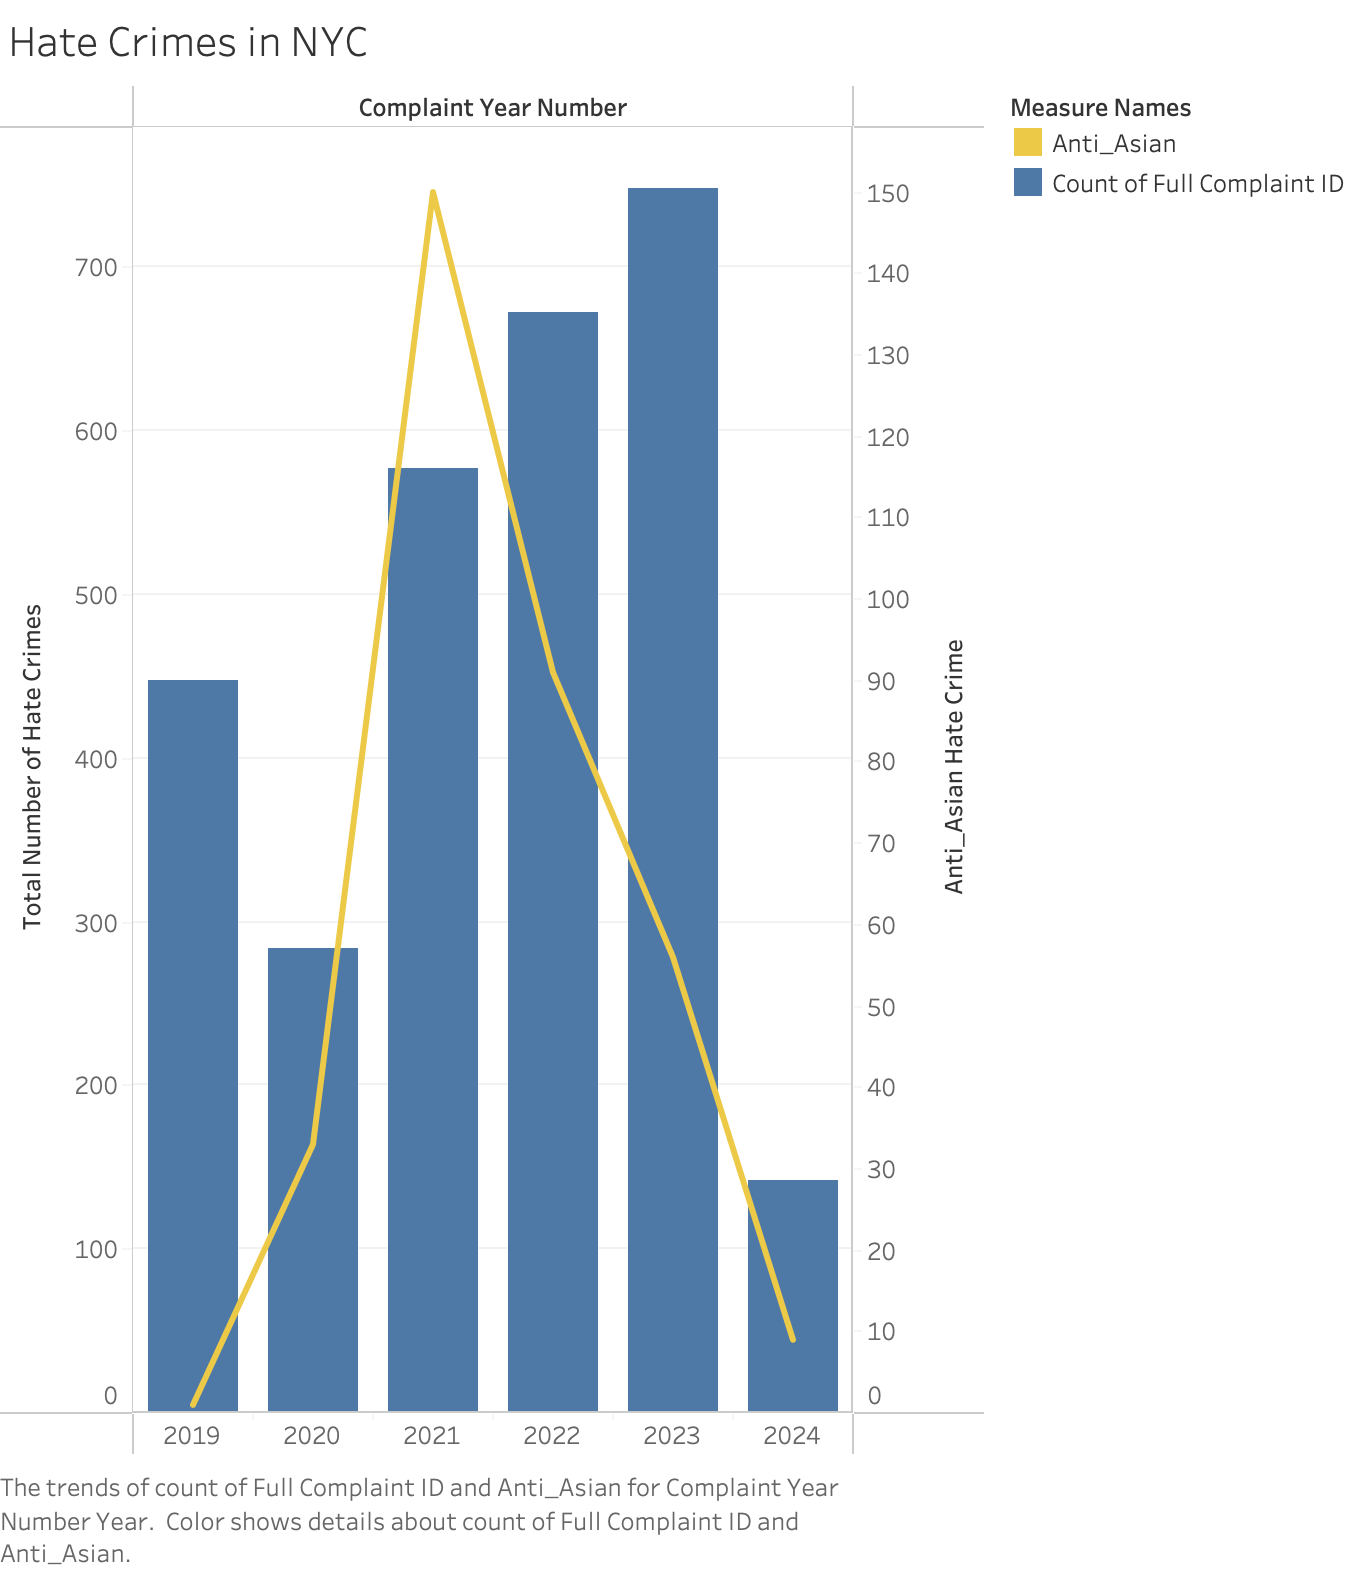 Hate Crimes in NYC
Complaint Year Number
Measure Names
Anti_Asian
Count of Full Complaint ID
Total Number of Hate Crimes
700
600
500
400
300
200
100
0
150
140
130
120
110
100
90
80
70
60
50
40
30
20
10
0
Anti_Asian Hate Crime
2019 2020 2021 2022 2023 2024
The trends of count of Full Complaint ID and Anti_Asian for Complaint Year
Number Year.  Color shows details about count of Full Complaint ID and
Anti_Asian.